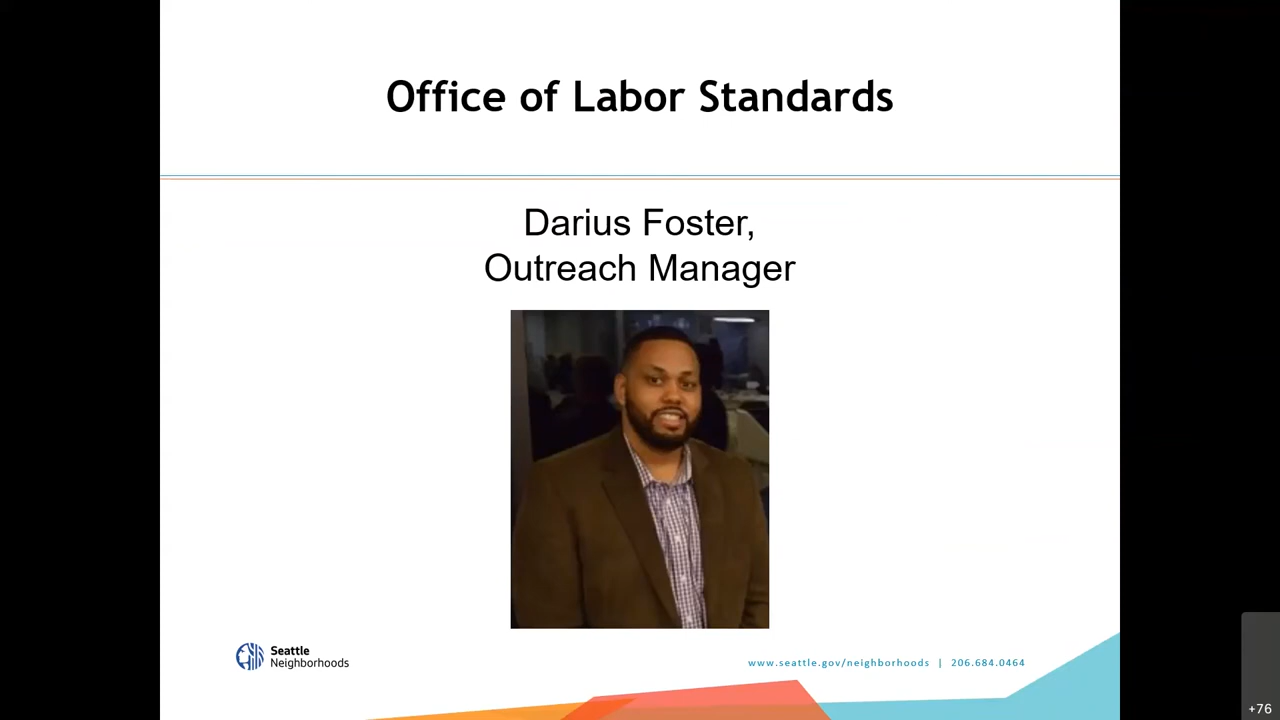 Office of Labor Standards
Darius Foster,
Outreach Manager
Seattle
Neighborhoods
www.seattle.gov/neighborhoods | 206.684.0464
+76